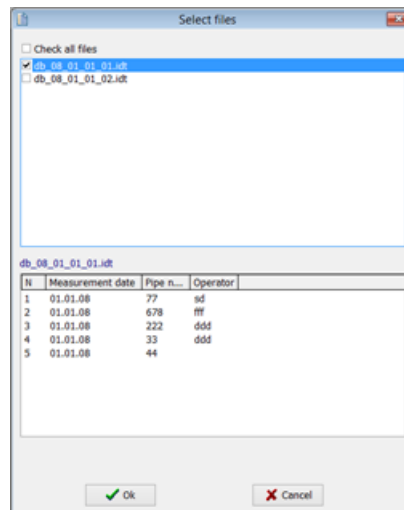 Select files
Check all files
db_08_01_01_01.idt
db_08_01_01_02.idt
db_08_01_01_01.idt
N Measurement date Pipe n... Operator
1 01.01.08 77 sd
2 01.01.08 678 fff
3 01.01.08 222 ddd
4 01.01.08 33 ddd
5 01.01.08 44
Ok Cancel